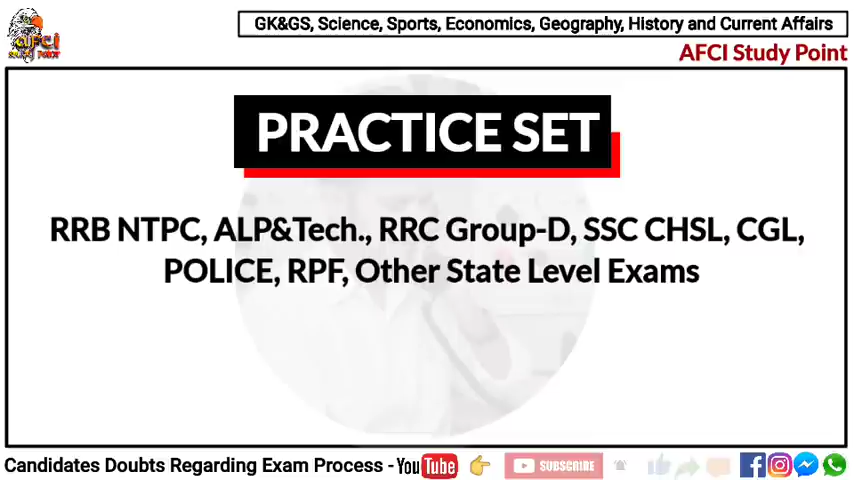 GK&GS, Science, Sports, Economics, Geography, History and Current Affairs
AFCI
AFCI Study Point
PRACTICE SET
RRB NTPC, ALP&Tech., RRC Group-D, SSC CHSL, CGL,
POLICE, RPF, Other State Level Exams
Candidates Doubts Regarding Exam Process - YouTube SUBSCRIBE